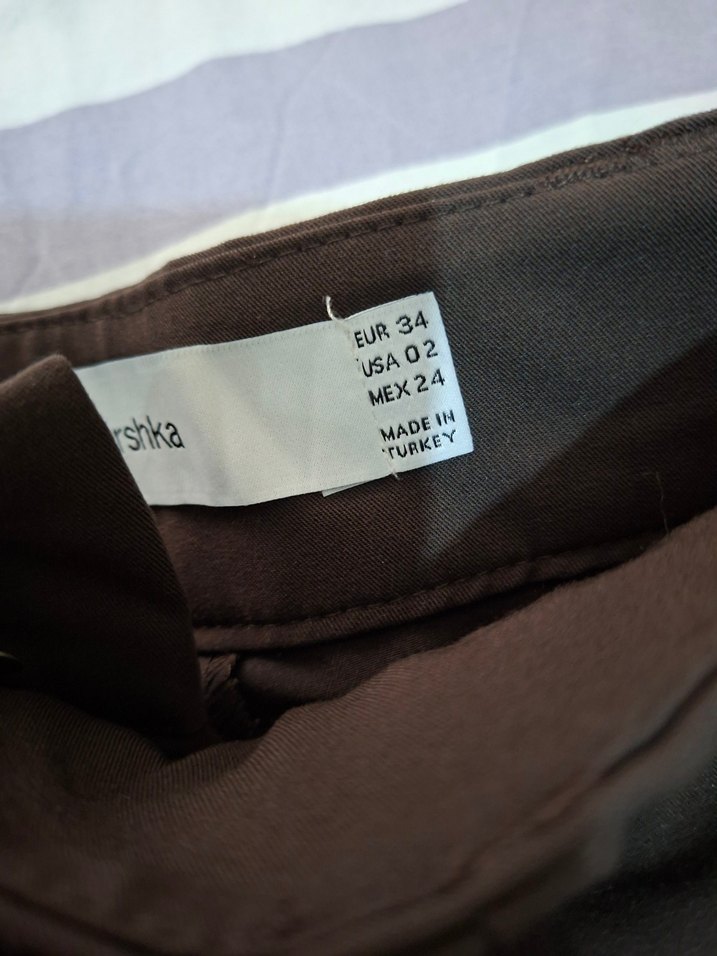 rshka
EUR 34
USA 02
MEX 24
MADE IN
TURKEY